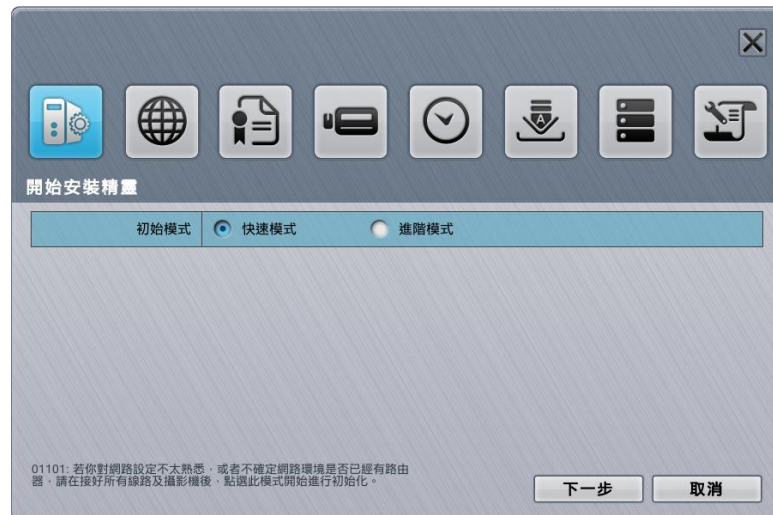 開始安裝精靈
初始模式 快速模式 進階模式
01101: 若你對網路設定不太熟悉，或者不確定網路環境是否已經有路由
器，請在接好所有線路及攝影機後，點選此模式開始進行初始化。
下一步 取消